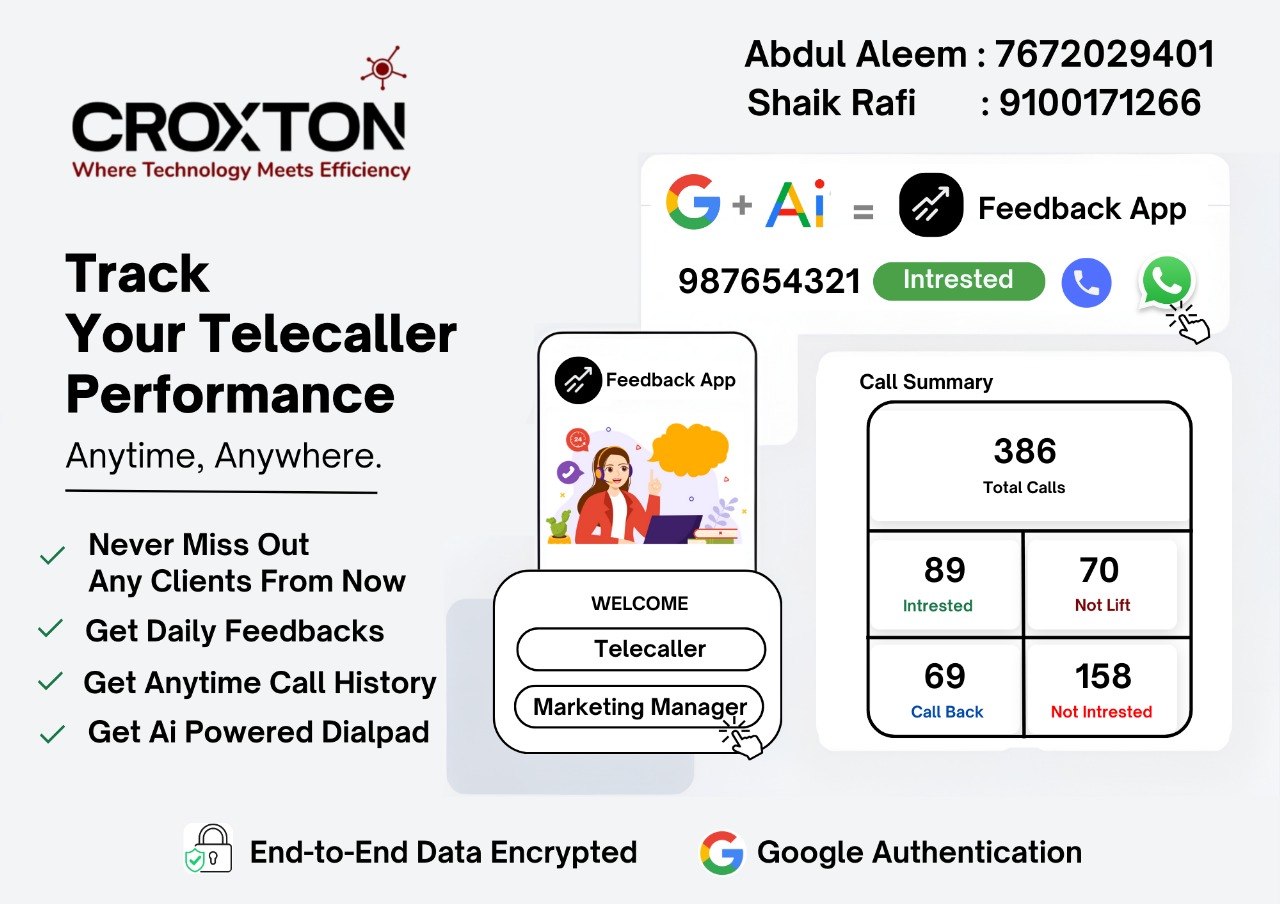 CROXTON
Where Technology Meets Efficiency
Abdul Aleem : 7672029401
Shaik Rafi : 9100171266
G + Ai = Feedback App
987654321 Intrested
Track
Your Telecaller
Performance
Anytime, Anywhere.
Never Miss Out
Any Clients From Now
Get Daily Feedbacks
Get Anytime Call History
Get Ai Powered Dialpad
Feedback App
24
WELCOME
Telecaller
Marketing Manager
Call Summary
386
Total Calls
89
Intrested
70
Not Lift
69
Call Back
158
Not Intrested
End-to-End Data Encrypted
G Google Authentication